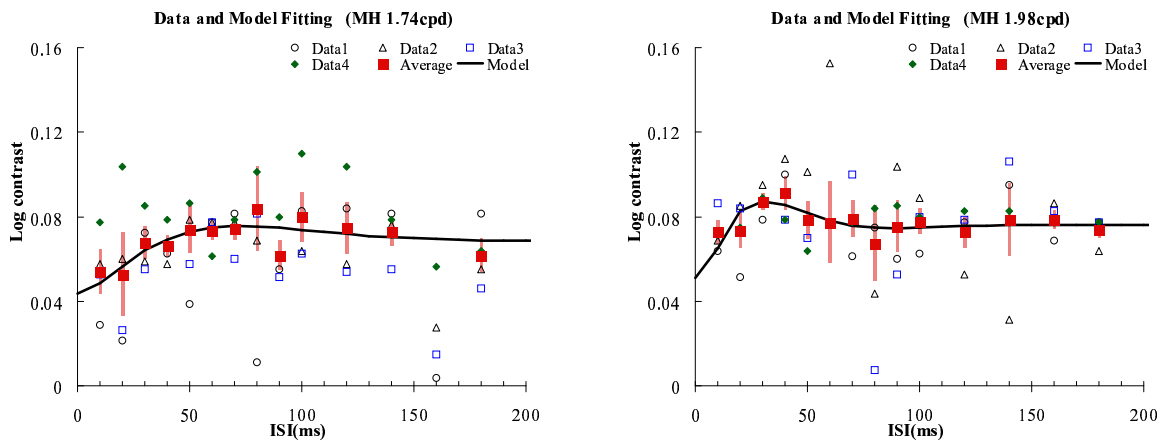 Data and Model Fitting (MH 1.74cpd)
Data1 Data2 Data3
Data4 Average Model
Log contrast
0.16
0.12
0.08
0.04
0
0 50 100 150 200
ISI(ms)
Data and Model Fitting (MH 1.98cpd)
Data1 Data2 Data3
Data4 Average Model
Log contrast
0.16
0.12
0.08
0.04
0
0 50 100 150 200
ISI(ms)